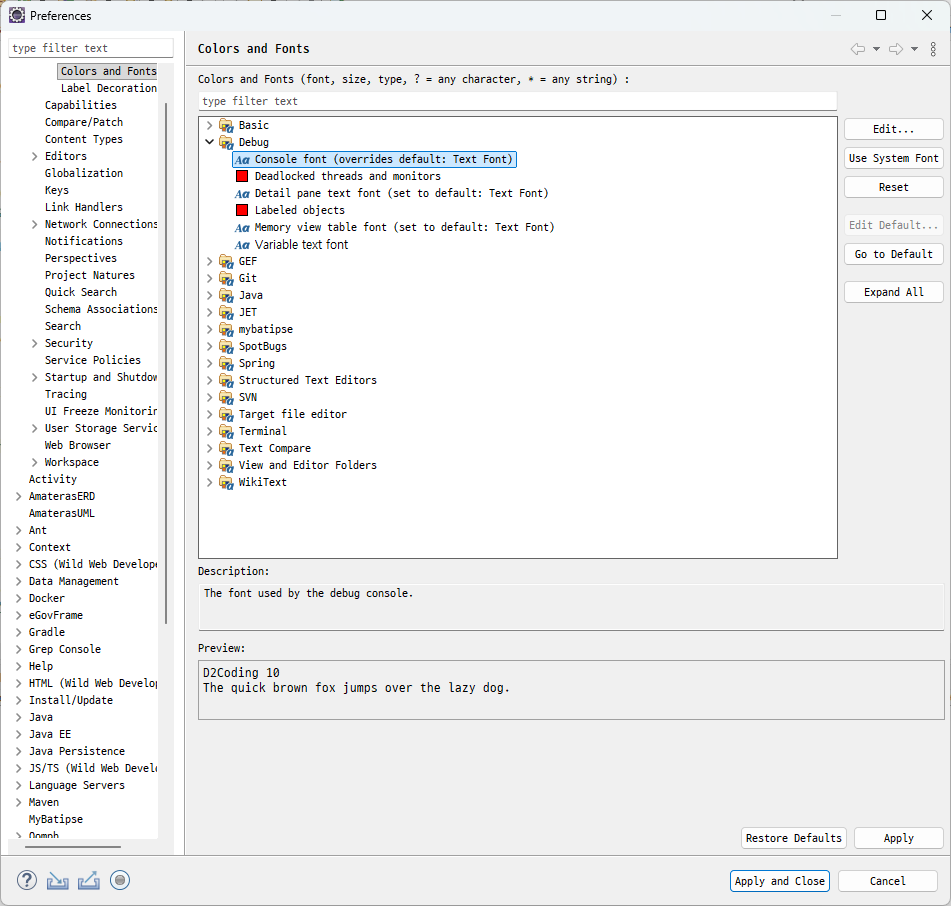 Preferences
type filter text
Colors and Fonts
Label Decoration
Capabilities
Compare/Patch
Content Types
Editors
Globalization
Keys
Link Handlers
Network Connections
Notifications
Perspectives
Project Natures
Quick Search
Schema Associations
Search
Security
Service Policies
Startup and Shutdow
Tracing
UI Freeze Monitorin
User Storage Servic
Web Browser
Workspace
Activity
AmaterasERD
AmaterasUML
Ant
Context
CSS (Wild Web Develope
Data Management
Docker
eGovFrame
Gradle
Grep Console
Help
HTML (Wild Web Develop
Install/Update
Java
Java EE
Java Persistence
JS/TS (Wild Web Devel
Language Servers
Maven
MyBatipse
Oomph
Colors and Fonts
Colors and Fonts (font, size, type, ? = any character, * = any string) :
type filter text
Basic
Debug
Aa Console font (overrides default: Text Font)
Deadlocked threads and monitors
Aa Detail pane text font (set to default: Text Font)
Labeled objects
Aa Memory view table font (set to default: Text Font)
Aa Variable text font
GEF
Git
Java
JET
mybatipse
SpotBugs
Spring
Structured Text Editors
SVN
Target file editor
Terminal
Text Compare
View and Editor Folders
WikiText
Edit...
Use System Font
Reset
Edit Default...
Go to Default
Expand All
Description:
The font used by the debug console.
Preview:
D2Coding 10
The quick brown fox jumps over the lazy dog.
Restore Defaults
Apply
?
Apply and Close
Cancel